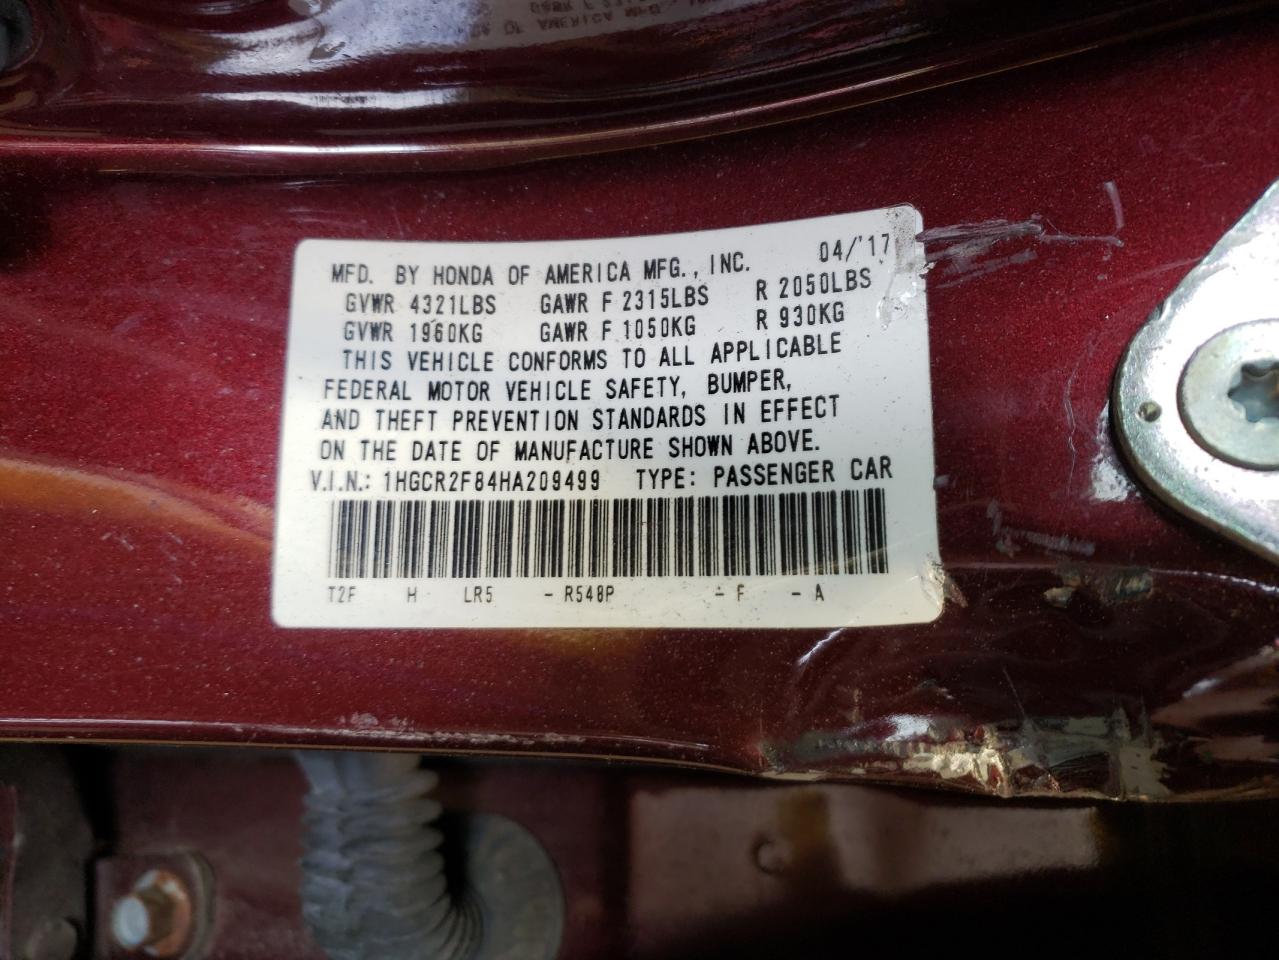 MFD. BY HONDA OF AMERICA MFG., INC. 04/'17
GVWR 4321LBS GAWR F 2315LBS R 2050LBS
GVWR 1960KG GAWR F 1050KG R 930KG
THIS VEHICLE CONFORMS TO ALL APPLICABLE
FEDERAL MOTOR VEHICLE SAFETY, BUMPER,
AND THEFT PREVENTION STANDARDS IN EFFECT
ON THE DATE OF MANUFACTURE SHOWN ABOVE.
V.I.N.: 1HGCR2F84HA209499 TYPE: PASSENGER CAR
T2F H LR5 - R548P - F - A